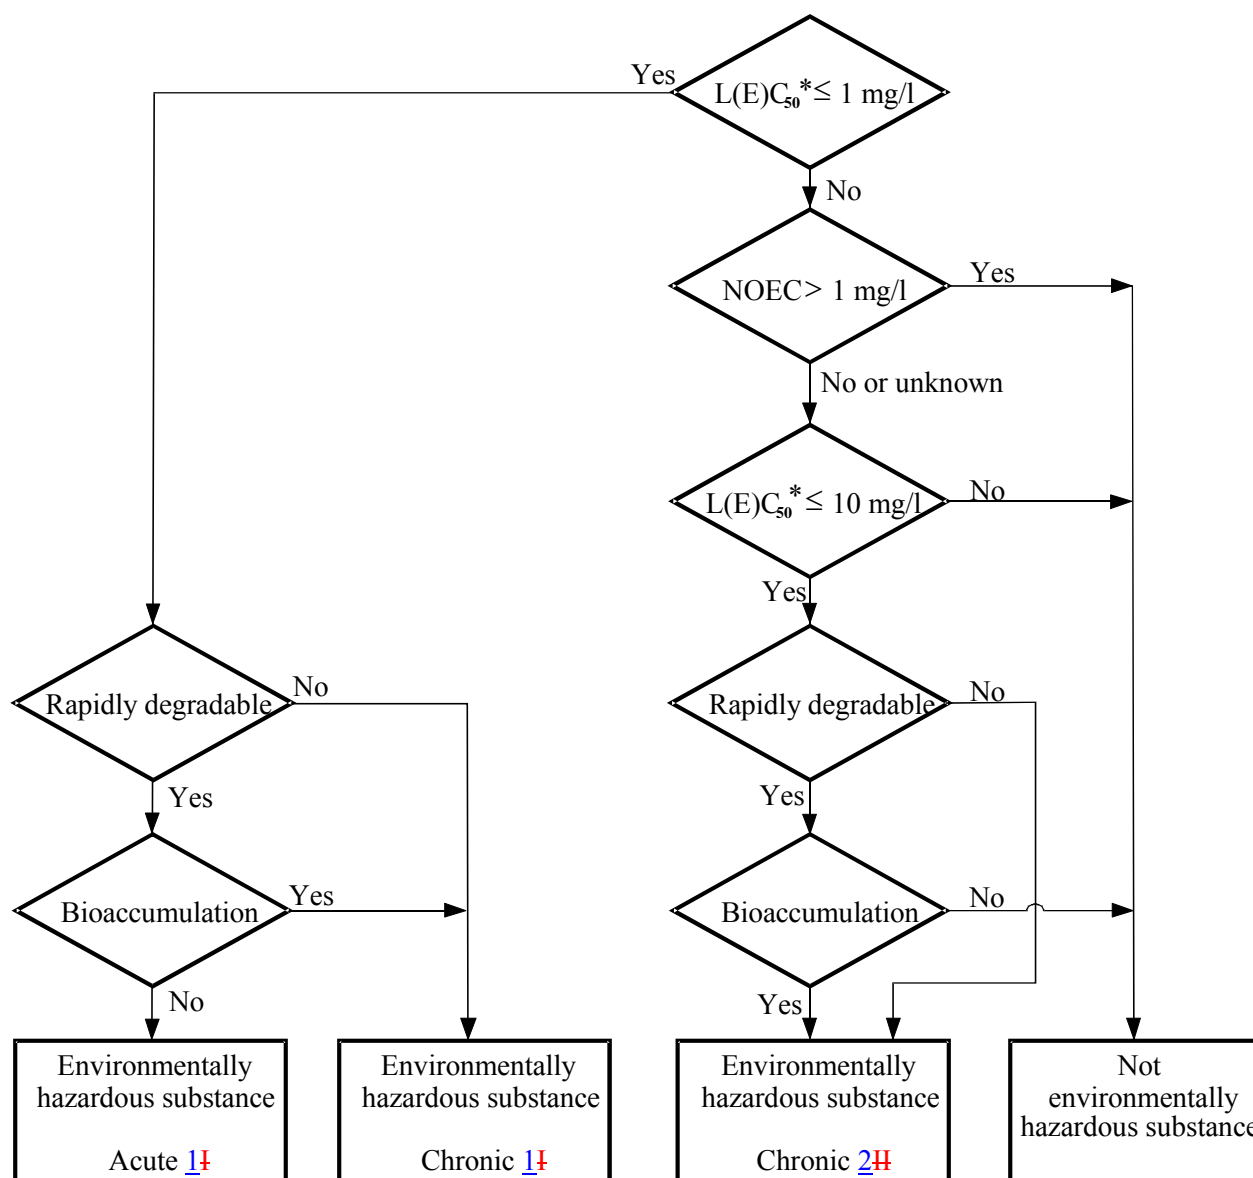 Yes
L(E)C50* ≤ 1 mg/l
No
NOEC > 1 mg/l
Yes
No or unknown
L(E)C50* ≤ 10 mg/l
No
Yes
Rapidly degradable
No
Rapidly degradable
No
Yes
Yes
Bioaccumulation
Yes
Bioaccumulation
No
No
Yes
Environmentally
hazardous substance
Acute 1I
Environmentally
hazardous substance
Chronic 1I
Environmentally
hazardous substance
Chronic 2II
Not
environmentally
hazardous substance